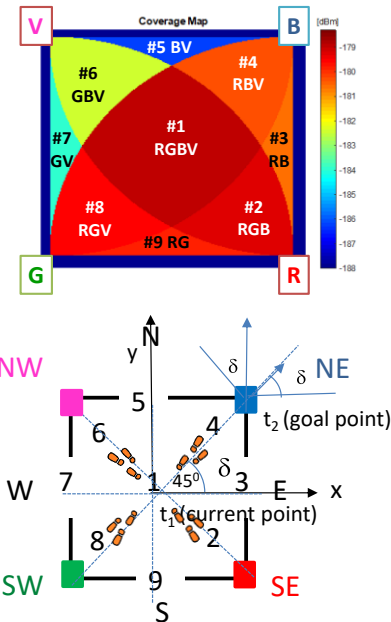 Coverage Map
[dBm]
V
B
#5 BV
#6
GBV
#4
RBV
#1
RGBV
#7
GV
#3
RB
#8
RGV
#2
RGB
#9 RG
G
R
-179
-180
-181
-182
-183
-184
-185
-186
-187
-188
N
y
NW
NE
δ
δ
5
t2 (goal point)
6
4
W
7
1
45⁰
δ
3
E
x
t1 (current point)
8
2
SW
9
SE
S